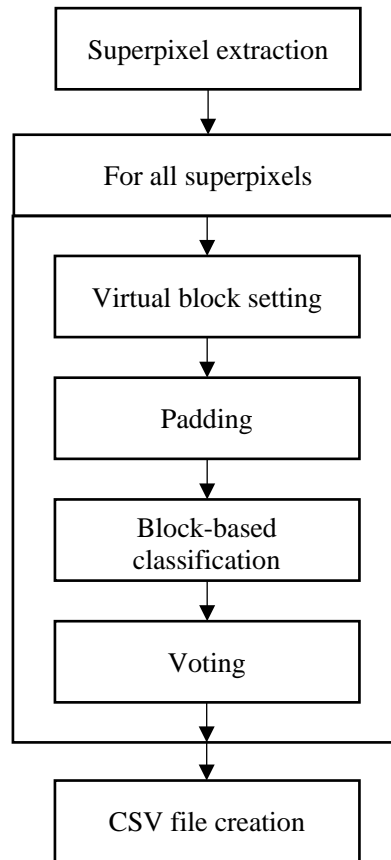 Superpixel extraction
For all superpixels
Virtual block setting
Padding
Block-based
classification
Voting
CSV file creation